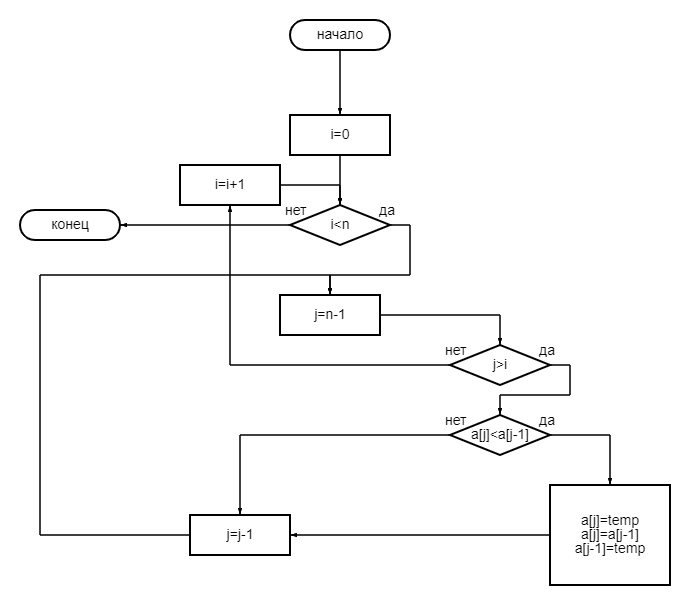 начало
i=0
i=i+1
нет
да
i<n
конец
j=n-1
нет
да
j>i
нет
да
a[j]<a[j-1]
a[j]=temp
a[j]=a[j-1]
a[j-1]=temp
j=j-1